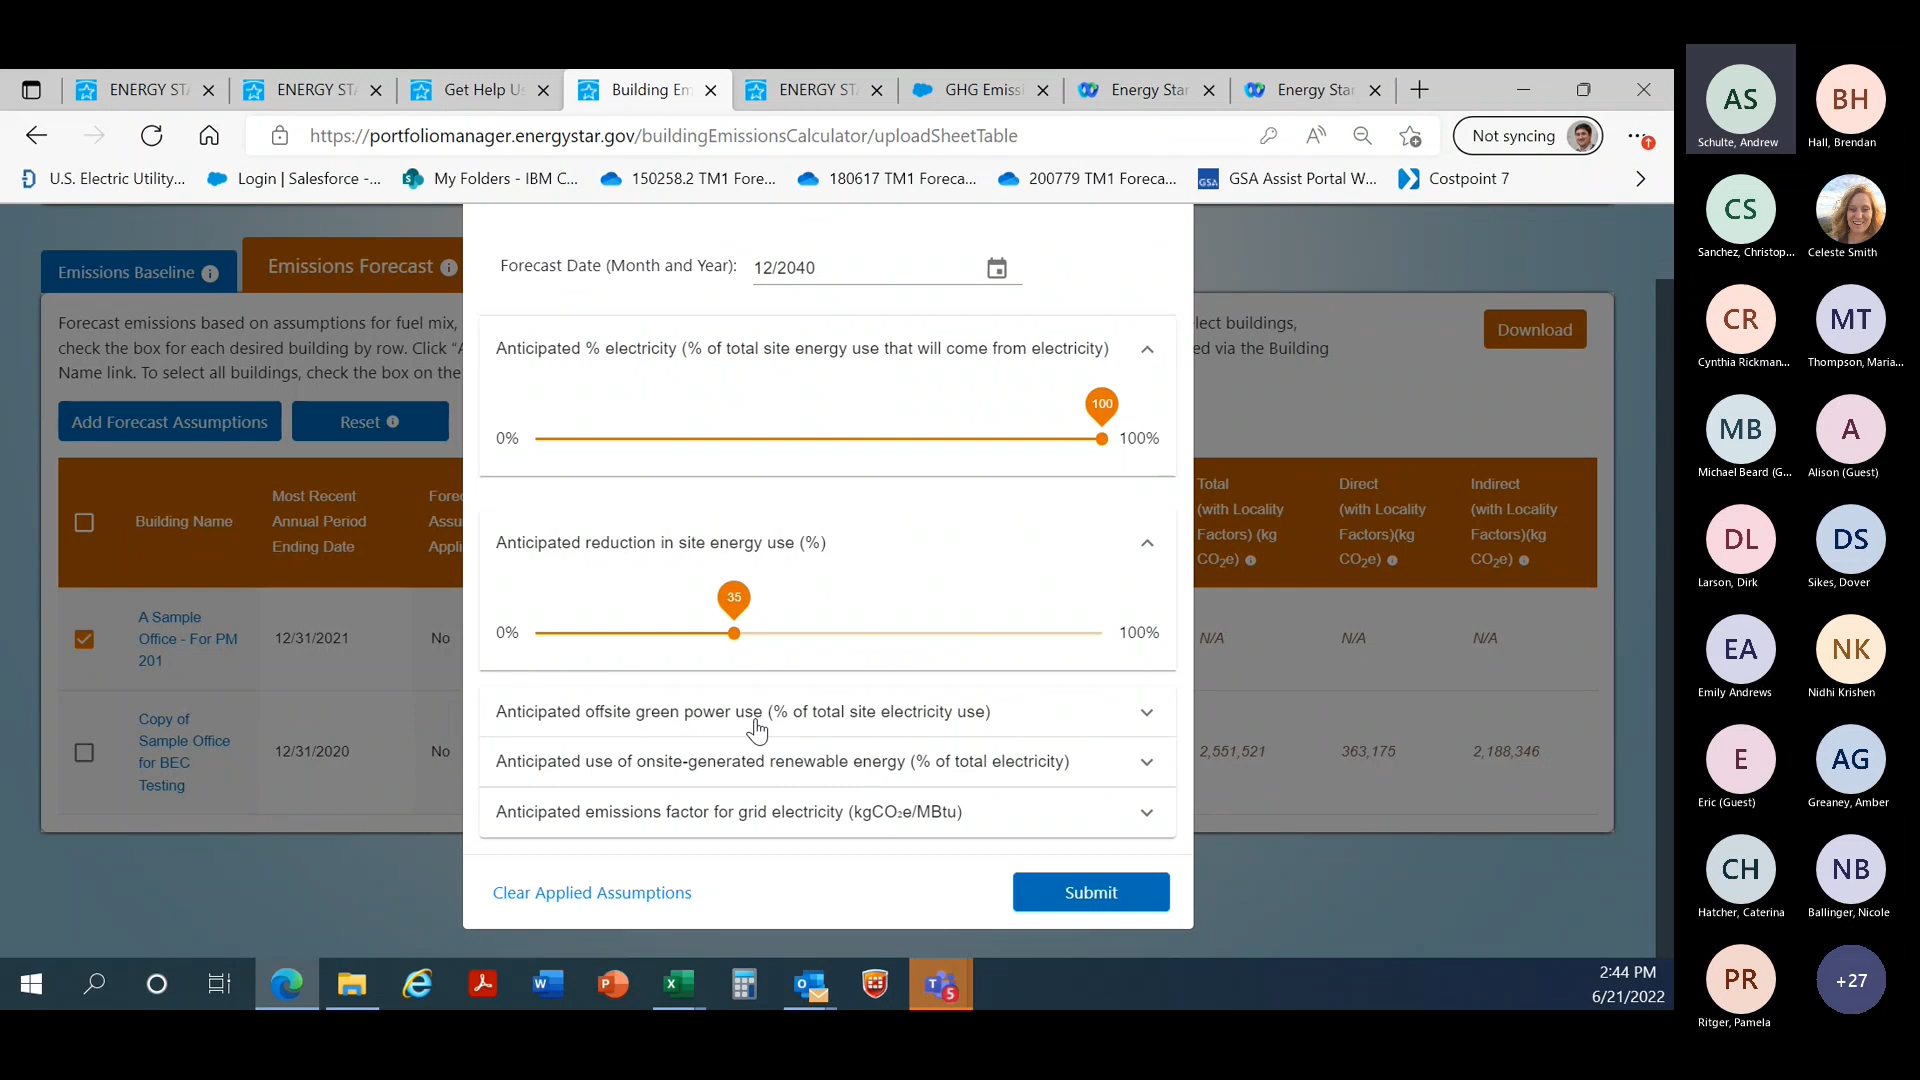 ENERGY ST
ENERGY ST
Get Help U
Building Em
ENERGY ST
GHG Emissi
Energy Star
Energy Star
https://portfoliomanager.energystar.gov/buildingEmissionsCalculator/uploadSheetTable
Not syncing
U.S. Electric Utility...
Login | Salesforce -...
My Folders - IBM C...
150258.2 TM1 Fore...
180617 TM1 Foreca...
200779 TM1 Foreca...
GSA
GSA Assist Portal W...
Costpoint 7
Emissions Baseline
Emissions Forecast
Forecast emissions based on assumptions for fuel mix,
check the box for each desired building by row. Click "A
Name link. To select all buildings, check the box on the
lect buildings,
ed via the Building
Download
Add Forecast Assumptions
Reset
Building Name
Most Recent
Annual Period
Ending Date
Forec
Assu
Appli
Total
(with Locality
Factors) (kg
CO2e)
Direct
(with Locality
Factors)(kg
CO2e)
Indirect
(with Locality
Factors)(kg
CO2e)
A Sample
Office - For PM
201
12/31/2021
No
N/A
N/A
N/A
Copy of
Sample Office
for BEC
Testing
12/31/2020
No
2,551,521
363,175
2,188,346
Forecast Date (Month and Year):
12/2040
Anticipated % electricity (% of total site energy use that will come from electricity)
100
0%
100%
Anticipated reduction in site energy use (%)
35
0%
100%
Anticipated offsite green power use (% of total site electricity use)
Anticipated use of onsite-generated renewable energy (% of total electricity)
Anticipated emissions factor for grid electricity (kgCO2e/MBtu)
Clear Applied Assumptions
Submit
2:44 PM
6/21/2022
5
AS
Schulte, Andrew
BH
Hall, Brendan
CS
Sanchez, Christop...
Celeste Smith
CR
Cynthia Rickman...
MT
Thompson, Maria...
MB
Michael Beard (G...
A
Alison (Guest)
DL
Larson, Dirk
DS
Sikes, Dover
EA
Emily Andrews
NK
Nidhi Krishen
E
Eric (Guest)
AG
Greaney, Amber
CH
Hatcher, Caterina
NB
Ballinger, Nicole
PR
Ritger, Pamela
+27